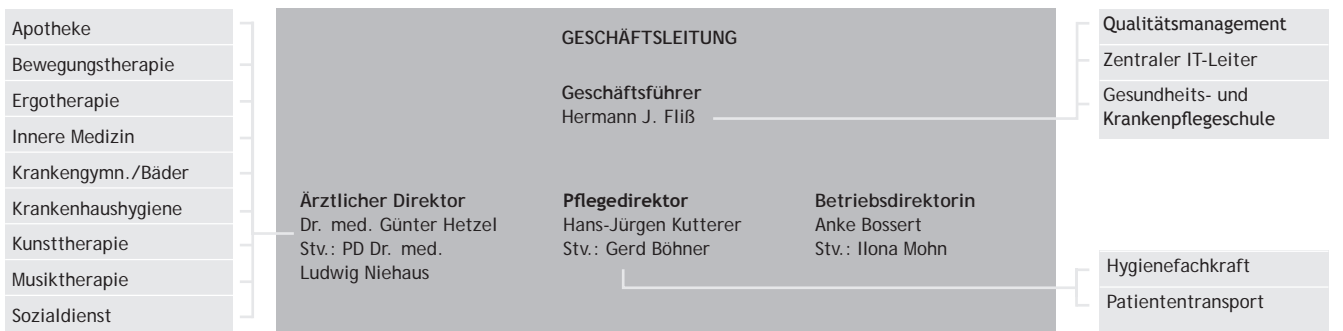 Apotheke
Bewegungstherapie
Ergotherapie
Innere Medizin
Krankengymn./Bäder
Krankenhaushygiene
Kunsttherapie
Musiktherapie
Sozialdienst
GESCHÄFTSLEITUNG
Geschäftsführer
Hermann J. Fliß
Ärztlicher Direktor
Dr. med. Günter Hetzel
Stv.: PD Dr. med.
Ludwig Niehaus
Pflegedirektor
Hans-Jürgen Kutterer
Stv.: Gerd Böhner
Betriebsdirektorin
Anke Bossert
Stv.: Ilona Mohn
Qualitätsmanagement
Zentraler IT-Leiter
Gesundheits- und
Krankenpflegeschule
Hygienefachkraft
Patiententransport